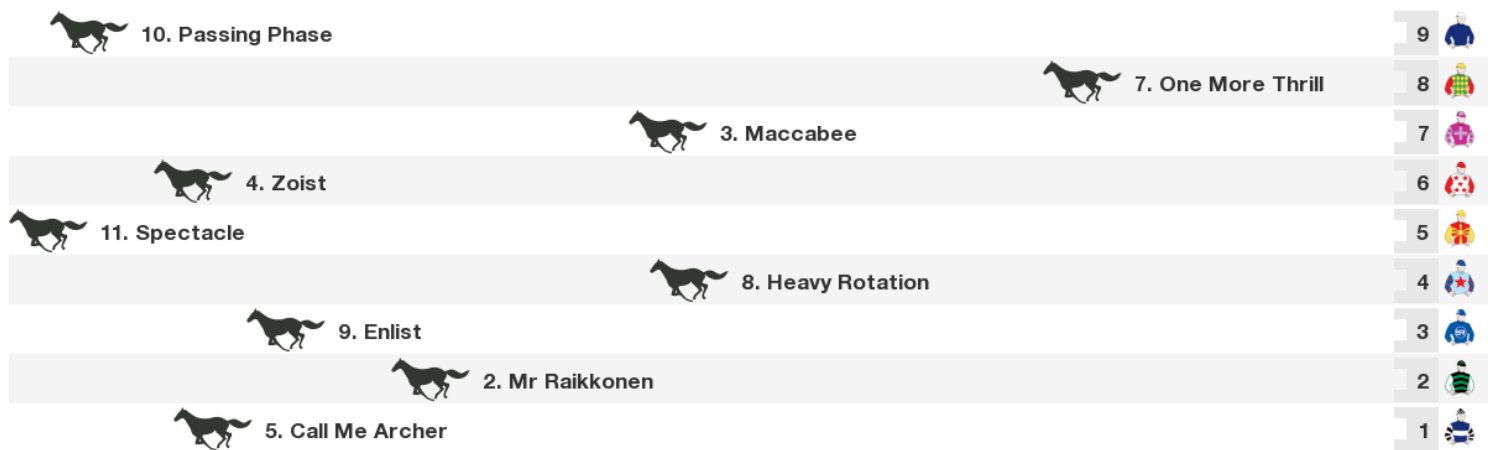 10. Passing Phase 9
7. One More Thrill 8
3. Maccabee 7
4. Zoist 6
11. Spectacle 5
8. Heavy Rotation 4
9. Enlist 3
2. Mr Raikkonen 2
5. Call Me Archer 1